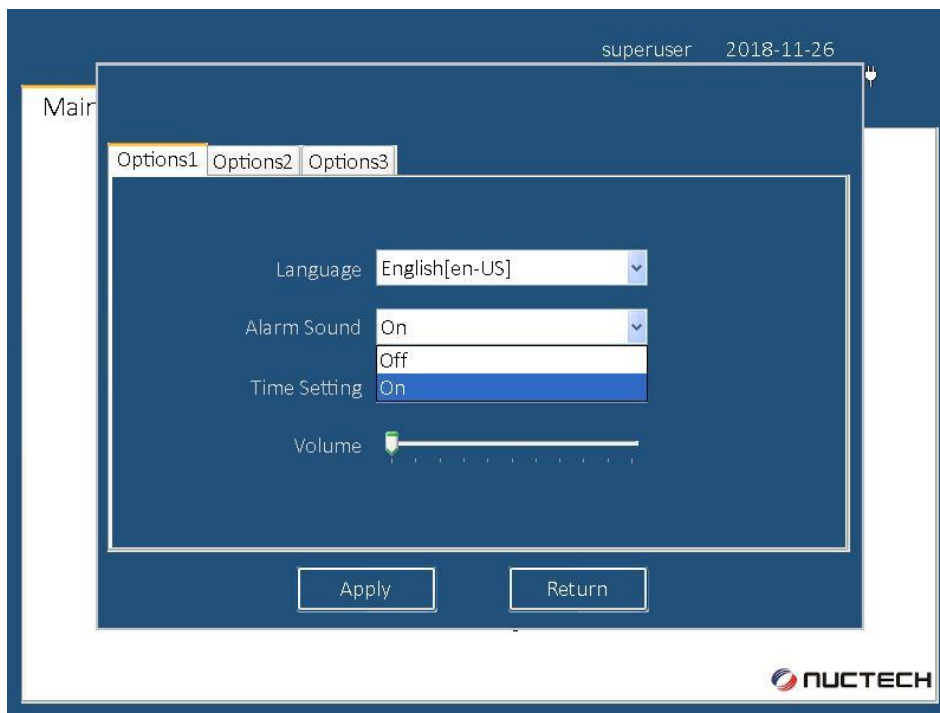 superuser 2018-11-26
Main
Options1 Options2 Options3
Language English[en-US]
Alarm Sound On
Off
Time Setting On
Volume
Apply Return
NUCTECH